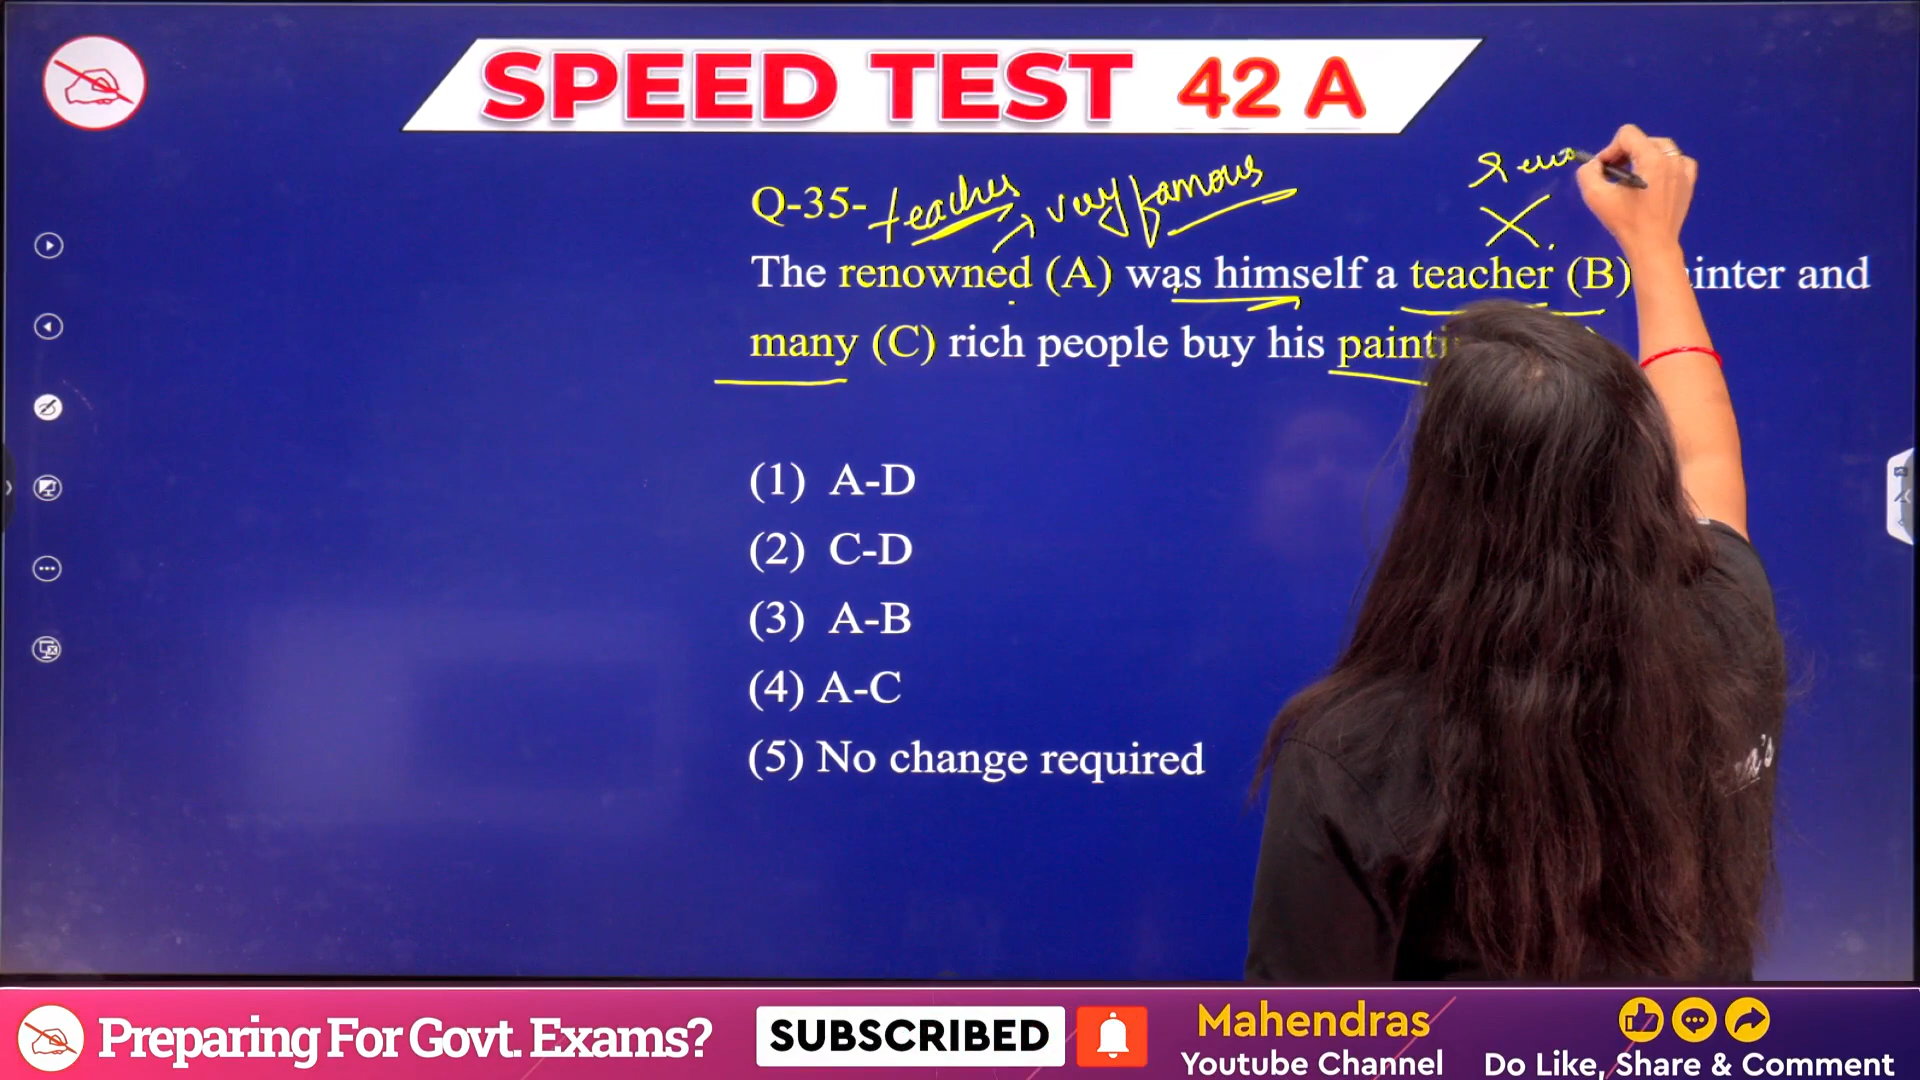 SPEED TEST 42 A
Q-35- teacher very famous
The renowned (A) was himself a teacher (B) inter and
many (C) rich people buy his
(1) A-D
(2) C-D
(3) A-B
(4) A-C
(5) No change required
Preparing For Govt. Exams?
SUBSCRIBED
Mahendras
Youtube Channel
Do Like, Share & Comment